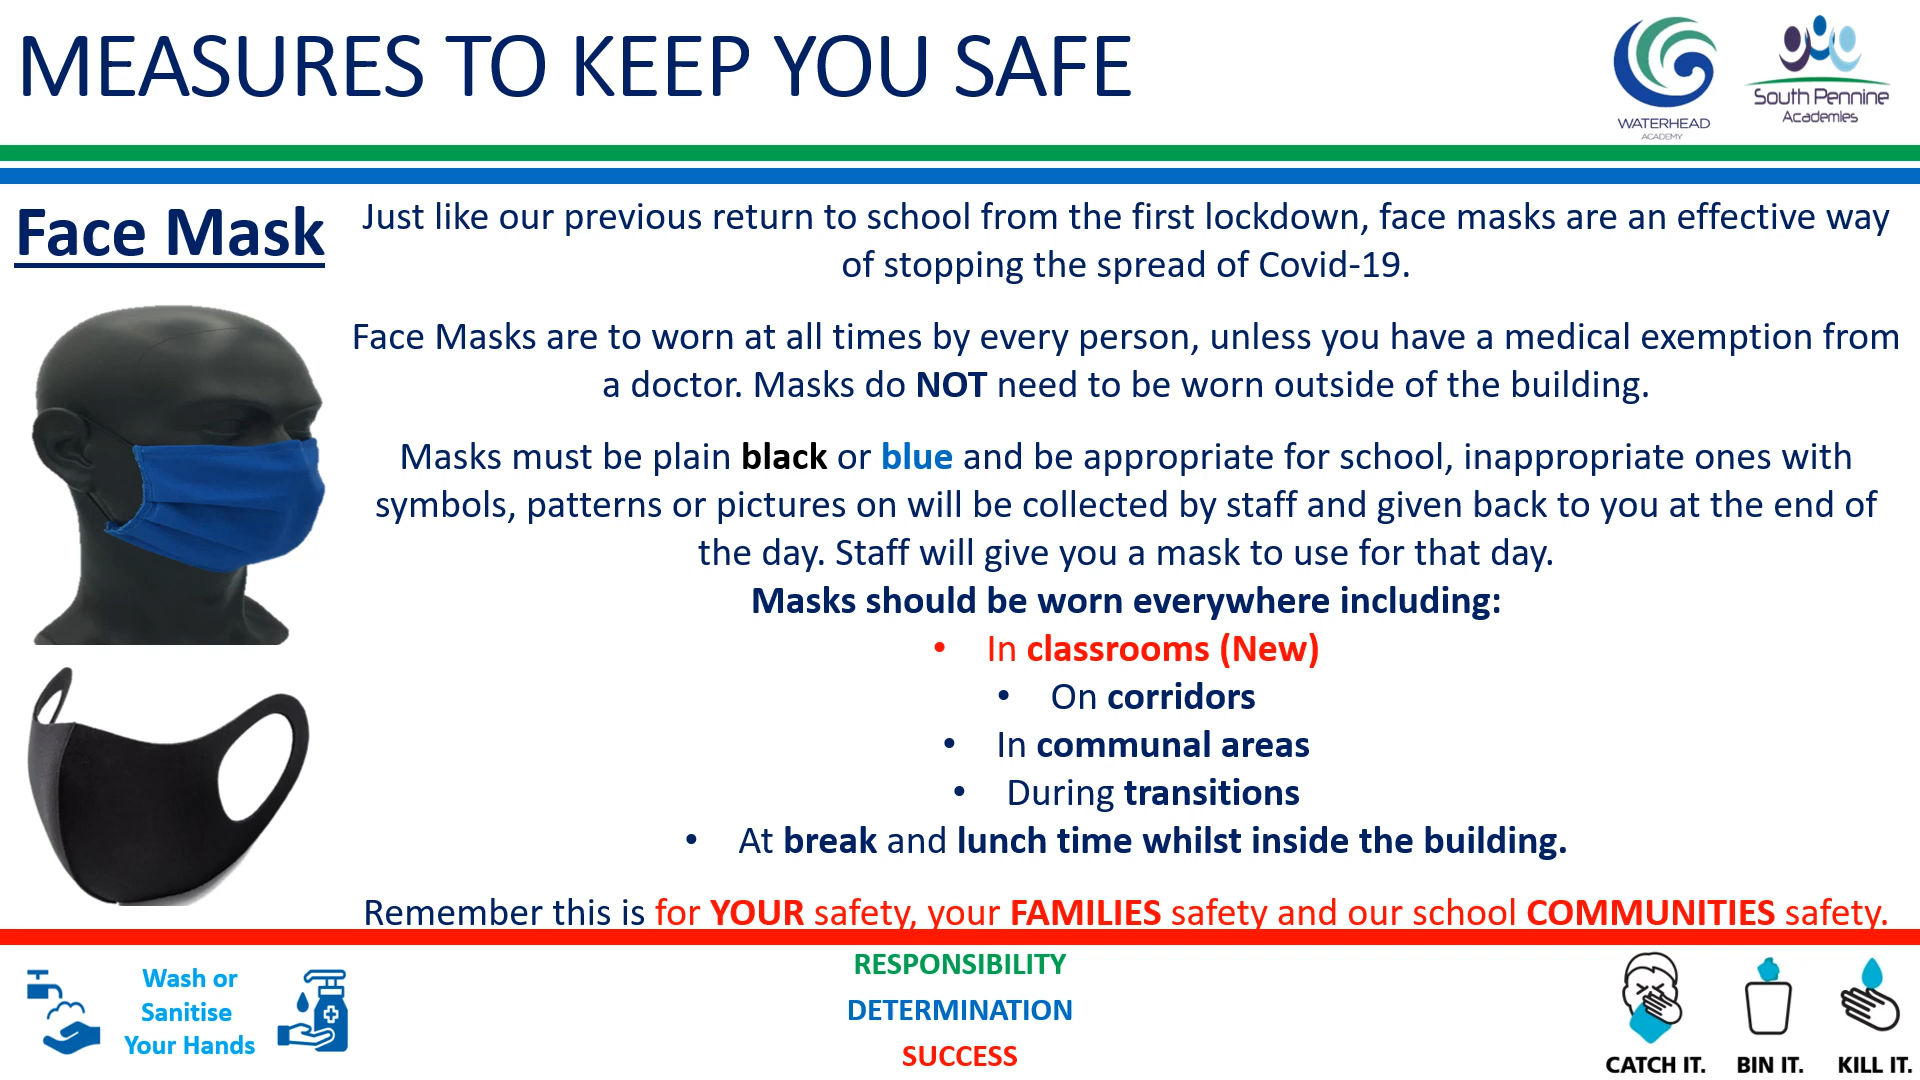 MEASURES TO KEEP YOU SAFE
WATERHEAD
ACADEMY
South Pennine
Academies
Face Mask
Just like our previous return to school from the first lockdown, face masks are an effective way
of stopping the spread of Covid-19.
Face Masks are to worn at all times by every person, unless you have a medical exemption from
a doctor. Masks do NOT need to be worn outside of the building.
Masks must be plain black or blue and be appropriate for school, inappropriate ones with
symbols, patterns or pictures on will be collected by staff and given back to you at the end of
the day. Staff will give you a mask to use for that day.
Masks should be worn everywhere including:
• In classrooms (New)
• On corridors
• In communal areas
• During transitions
• At break and lunch time whilst inside the building.
Remember this is for YOUR safety, your FAMILIES safety and our school COMMUNITIES safety.
Wash or
Sanitise
Your Hands
RESPONSIBILITY
DETERMINATION
SUCCESS
CATCH IT. BIN IT. KILL IT.